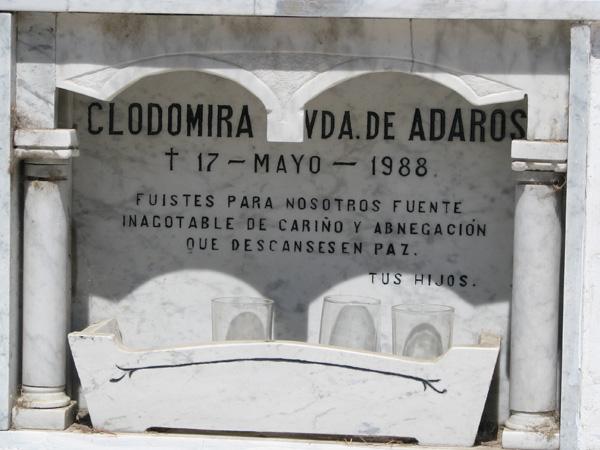 CLODOMIRA VDA. DE ADAROS
† 17 - MAYO - 1988.
FUISTES PARA NOSOTROS FUENTE
INAGOTABLE DE CARIÑO Y ABNEGACIÓN
QUE DESCANSES EN PAZ.
TUS HIJOS.